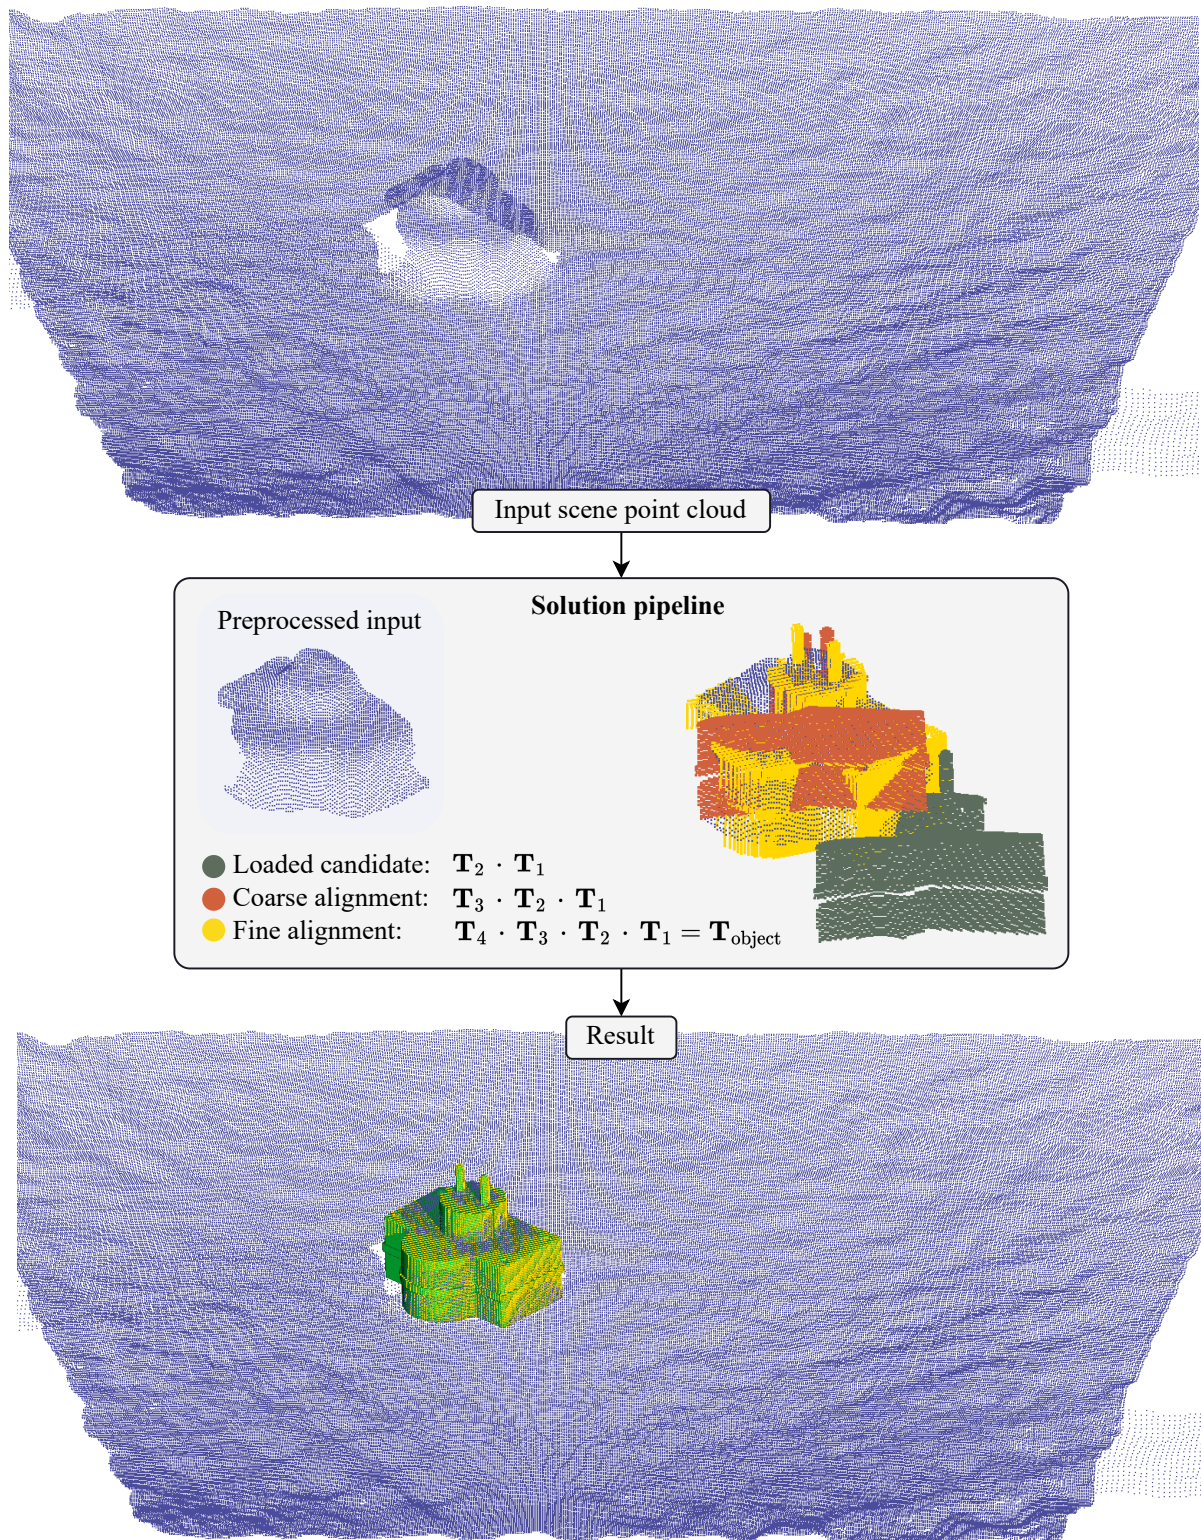 Input scene point cloud
Solution pipeline
Preprocessed input
Loaded candidate: T₂ · T₁
Coarse alignment: T₃ · T₂ · T₁
Fine alignment: T₄ · T₃ · T₂ · T₁ = T_object
Result